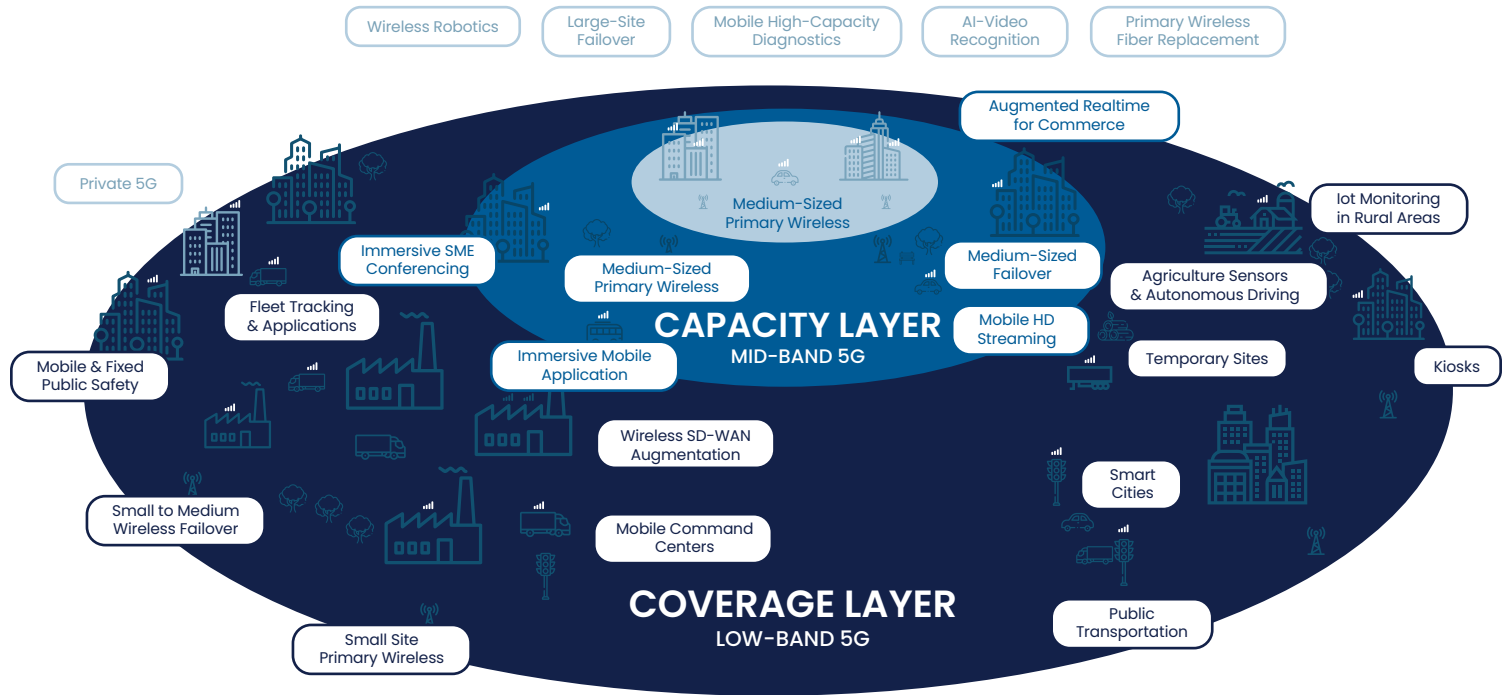 Wireless Robotics
Large-Site
Failover
Mobile High-Capacity
Diagnostics
AI-Video
Recognition
Primary Wireless
Fiber Replacement
Augmented Realtime
for Commerce
Private 5G
Iot Monitoring
in Rural Areas
Medium-Sized
Primary Wireless
Immersive SME
Conferencing
Medium-Sized
Primary Wireless
Medium-Sized
Failover
Agriculture Sensors
& Autonomous Driving
Fleet Tracking
& Applications
CAPACITY LAYER
MID-BAND 5G
Mobile HD
Streaming
Mobile & Fixed
Public Safety
Immersive Mobile
Application
Temporary Sites
Kiosks
Wireless SD-WAN
Augmentation
Smart
Cities
Small to Medium
Wireless Failover
Mobile Command
Centers
COVERAGE LAYER
LOW-BAND 5G
Public
Transportation
Small Site
Primary Wireless